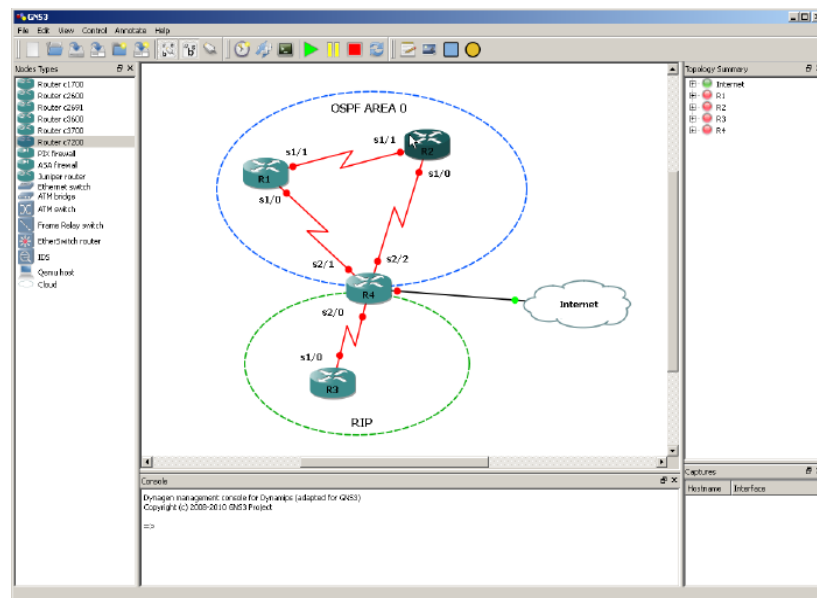 GNS3
File Edit View Control Annotate Help
Nodes Types
Router c1700
Router c2600
Router c2691
Router c3600
Router c3700
Router c7200
PIX firewall
ASA firewall
Juniper router
Ethernet switch
ATM bridge
ATM switch
Frame Relay switch
EtherSwitch router
IDS
Qemu host
Cloud
OSPF AREA 0
s1/1
R2
s1/1
R1
s1/0
s1/0
s2/1
s2/2
R4
s2/0
Internet
s1/0
R3
RIP
Topology Summary
Internet
R1
R2
R3
R4
Console
Dynagen management console for Dynamips (adapted for GNS3)
Copyright (c) 2008-2010 GNS3 Project
=>
Captures
Hostname Interface